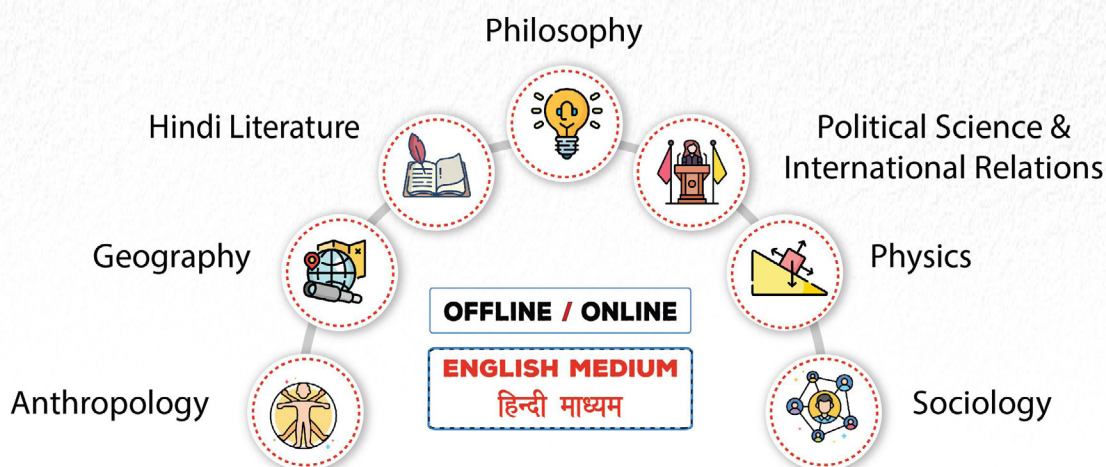 Philosophy
Hindi Literature
Political Science &
International Relations
Geography
Physics
OFFLINE / ONLINE
ENGLISH MEDIUM
हिन्दी माध्यम
Anthropology
Sociology